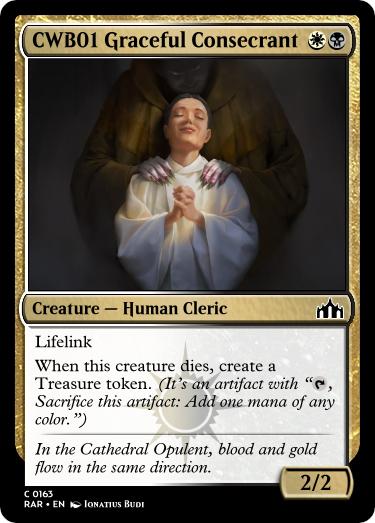 CWB01 Graceful Consecrant
Creature — Human Cleric
Lifelink
When this creature dies, create a
Treasure token. (It's an artifact with “,
Sacrifice this artifact: Add one mana of any
color.”)
In the Cathedral Opulent, blood and gold
flow in the same direction.
2/2
C 0163
RAR • EN Ionatius Budi